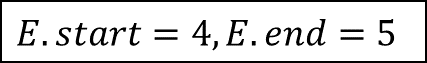 E.start = 4,E.end = 5